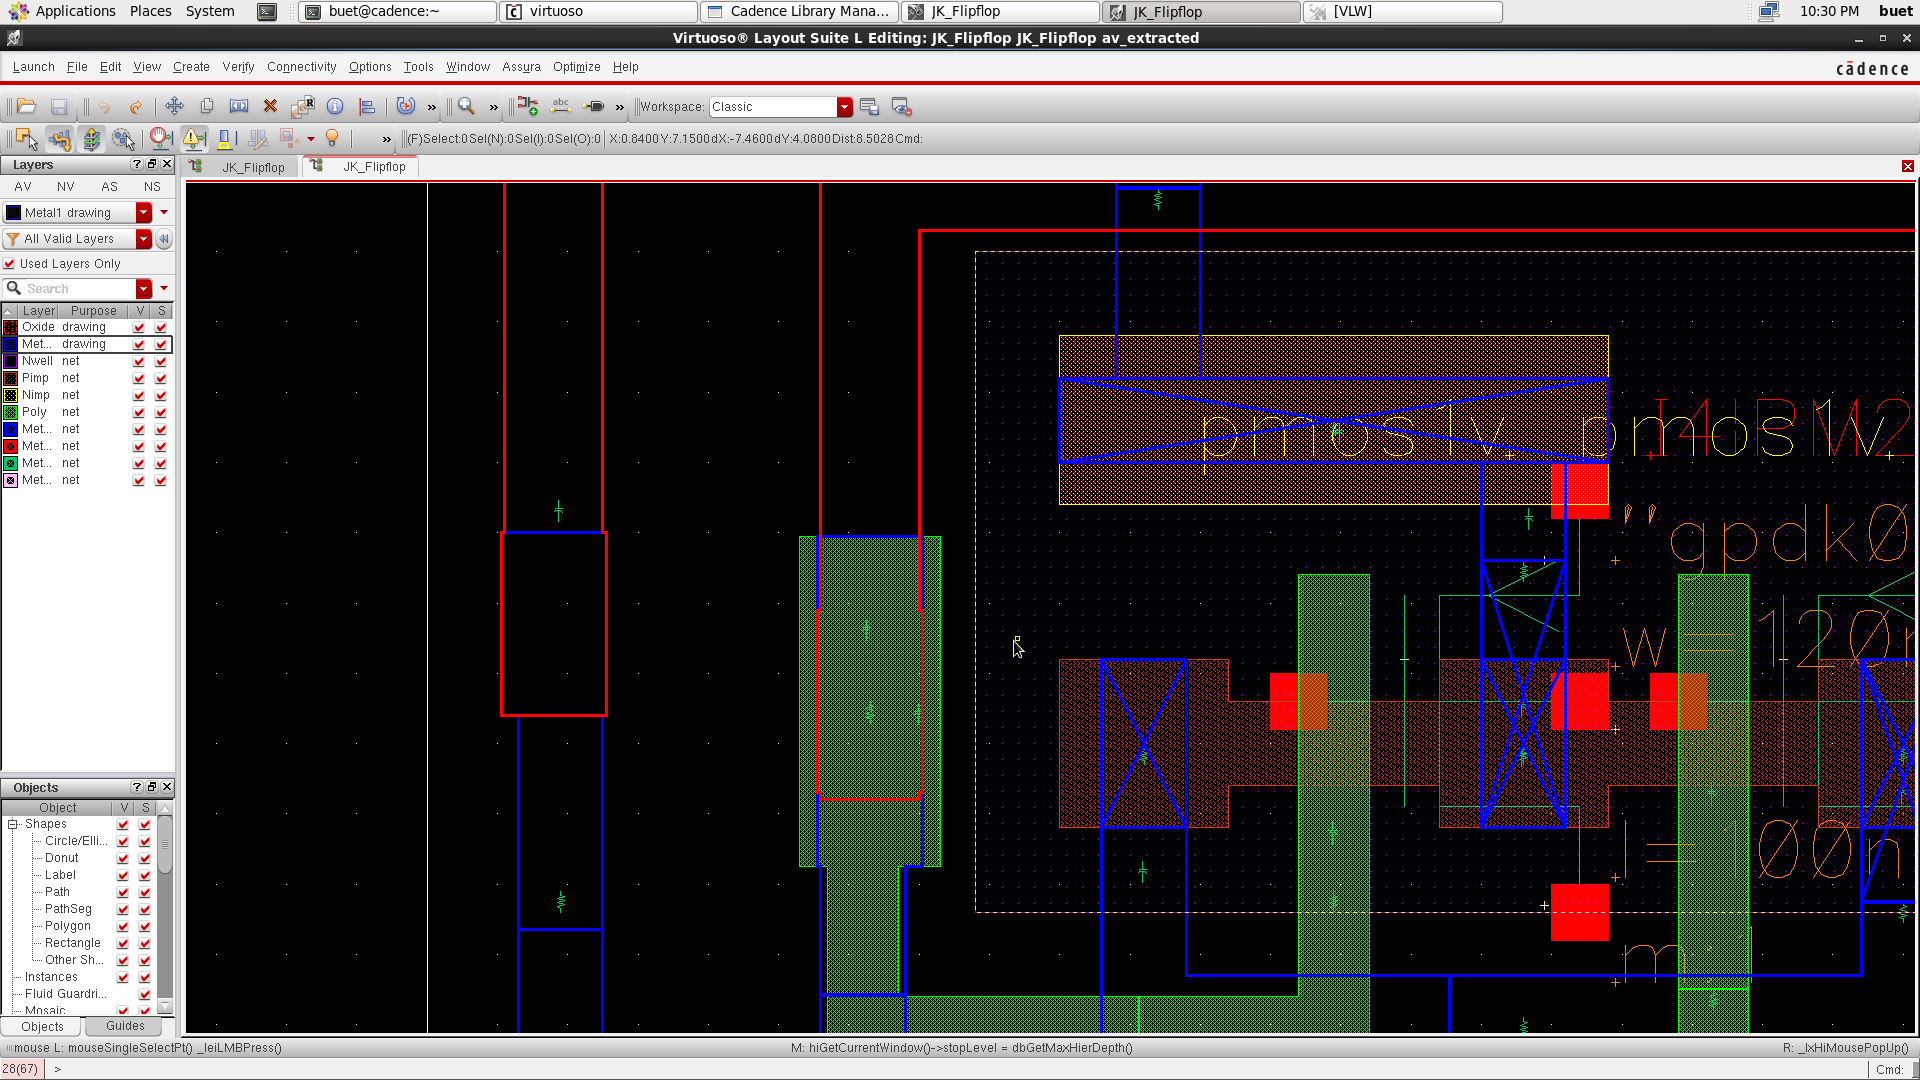 Applications Places System buet@cadence:~ virtuoso Cadence Library Mana... JK_Flipflop JK_Flipflop [VLW] 10:30 PM buet
Virtuoso® Layout Suite L Editing: JK_Flipflop JK_Flipflop av_extracted
Launch File Edit View Create Verify Connectivity Options Tools Window Assura Optimize Help cādence
Workspace: Classic
(F)Select:0 Sel(N):0 Sel(I):0 Sel(O):0 X:0.8400 Y:7.1500 dX:-7.4600 dY:4.0800 Dist:8.5028 Cmd:
Layers
JK_Flipflop JK_Flipflop
AV NV AS NS
Metal1 drawing
All Valid Layers
Used Layers Only
Search
Layer Purpose V S
Oxide drawing
Met... drawing
Nwell net
Pimp net
Nimp net
Poly net
Met... net
Met... net
Met... net
Met... net
Objects
Object V S
Shapes
Circle/Elli...
Donut
Label
Path
PathSeg
Polygon
Rectangle
Other Sh...
Instances
Fluid Guardri...
Mosaic
Objects Guides
pmos1v pmos1v
"gpdk0
w = 120n
00n
m
mouse L: mouseSingleSelectPt() _leiLMBPress() M: hiGetCurrentWindow()->stopLevel = dbGetMaxHierDepth() R: _lxHiMousePopUp()
28(67) > Cmd: